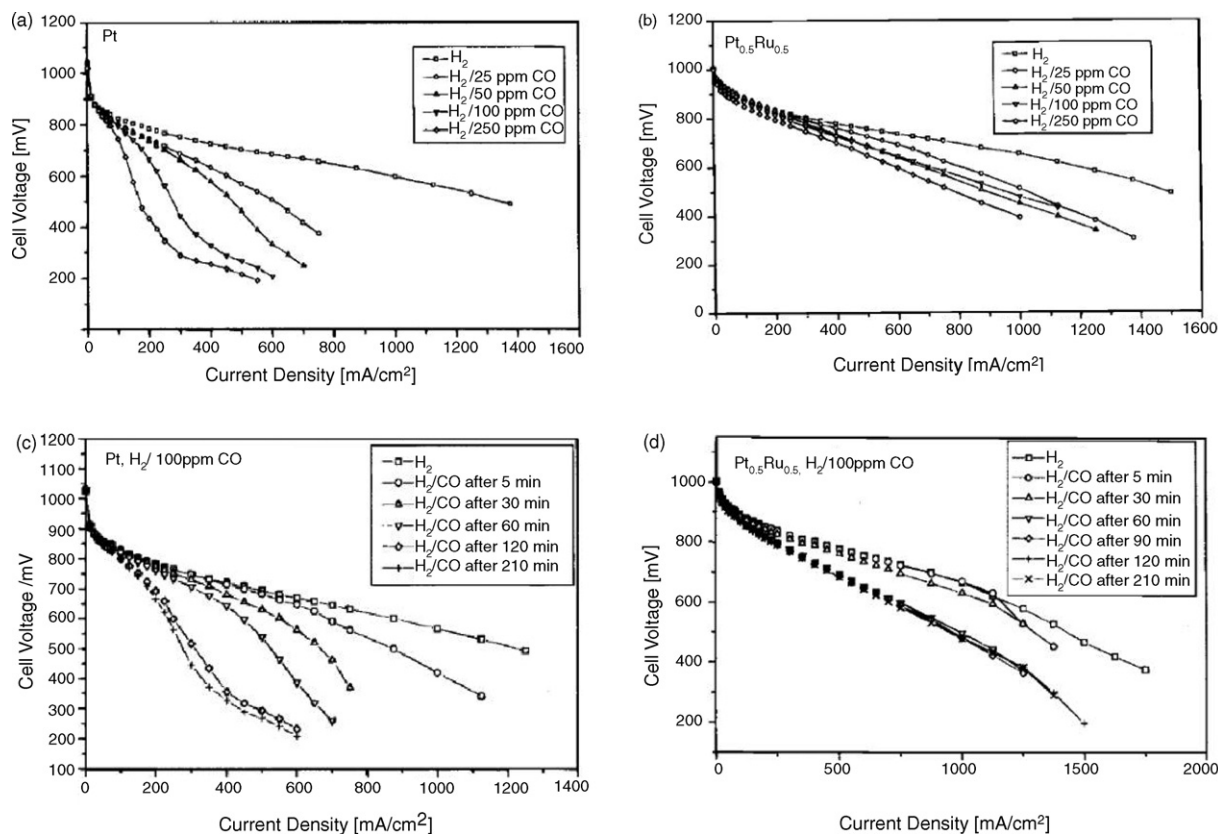 (a)
Pt
H2
H2/25 ppm CO
H2/50 ppm CO
H2/100 ppm CO
H2/250 ppm CO
1200
1000
800
600
400
200
0
Cell Voltage [mV]
0 200 400 600 800 1000 1200 1400 1600
Current Density [mA/cm2]
(b)
Pt0.5Ru0.5
H2
H2/25 ppm CO
H2/50 ppm CO
H2/100 ppm CO
H2/250 ppm CO
1200
1000
800
600
400
200
0
Cell Voltage [mV]
0 200 400 600 800 1000 1200 1400 1600
Current Density [mA/cm2]
(c)
Pt, H2/ 100ppm CO
H2
H2/CO after 5 min
H2/CO after 30 min
H2/CO after 60 min
H2/CO after 120 min
H2/CO after 210 min
1200
1100
1000
900
800
700
600
500
400
300
200
100
Cell Voltage /mV
0 200 400 600 800 1000 1200 1400
Current Density [mA/cm2]
(d)
Pt0.5Ru0.5, H2/100ppm CO
H2
H2/CO after 5 min
H2/CO after 30 min
H2/CO after 60 min
H2/CO after 90 min
H2/CO after 120 min
H2/CO after 210 min
1000
800
600
400
200
Cell Voltage [mV]
0 500 1000 1500 2000
Current Density [mA/cm2]